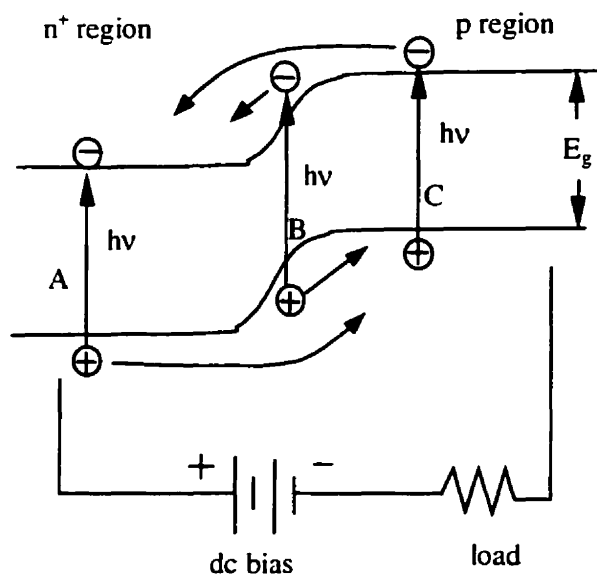 n⁺ region
p region
hν
hν
hν
E_g
A
B
C
+
−
dc bias
load